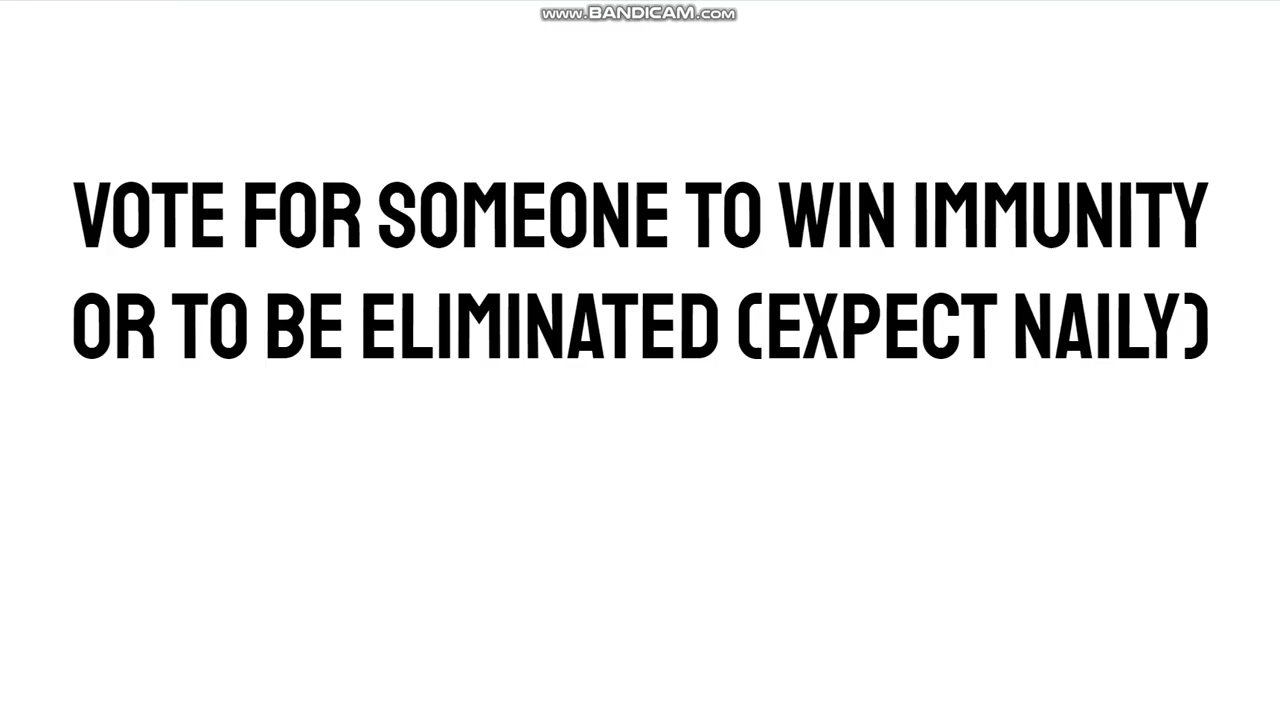 www.BANDICAM.com
VOTE FOR SOMEONE TO WIN IMMUNITY
OR TO BE ELIMINATED (EXPECT NAILY)